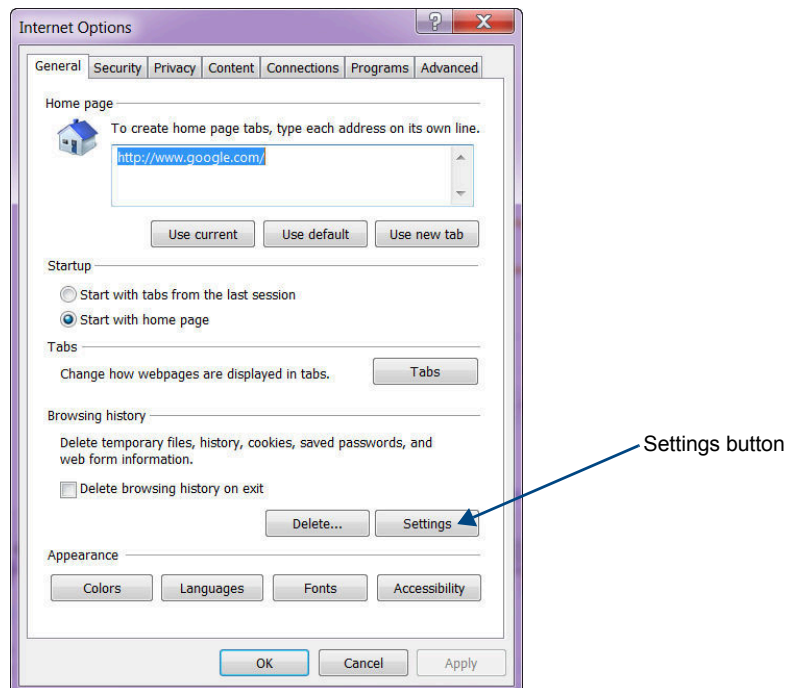 Internet Options
General Security Privacy Content Connections Programs Advanced
Home page
To create home page tabs, type each address on its own line.
http://www.google.com/
Use current Use default Use new tab
Startup
Start with tabs from the last session
Start with home page
Tabs
Change how webpages are displayed in tabs. Tabs
Browsing history
Delete temporary files, history, cookies, saved passwords, and
web form information.
Settings button
Delete browsing history on exit
Delete... Settings
Appearance
Colors Languages Fonts Accessibility
OK Cancel Apply